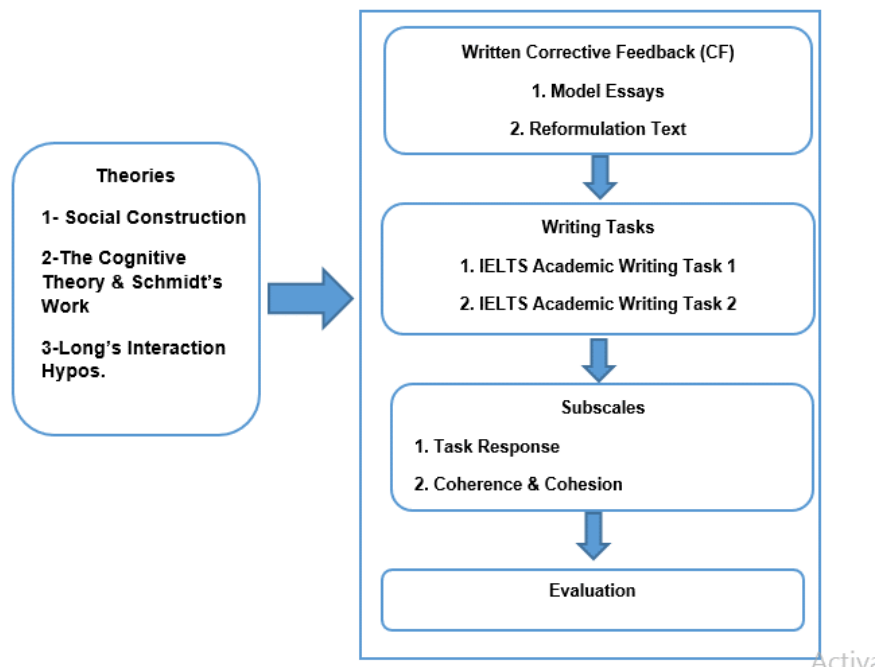 Theories
1- Social Construction
2-The Cognitive
Theory & Schmidt's
Work
3-Long's Interaction
Hypos.
Written Corrective Feedback (CF)
1. Model Essays
2. Reformulation Text
Writing Tasks
1. IELTS Academic Writing Task 1
2. IELTS Academic Writing Task 2
Subscales
1. Task Response
2. Coherence & Cohesion
Evaluation